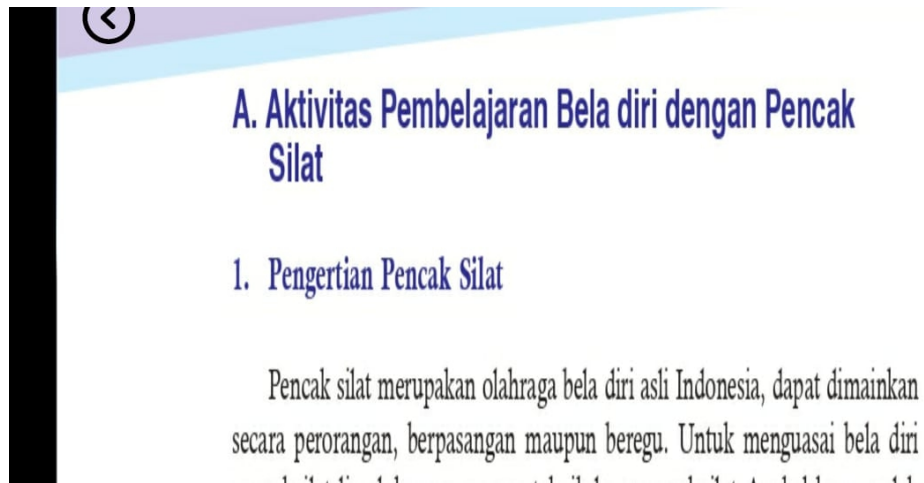 A. Aktivitas Pembelajaran Bela diri dengan Pencak
Silat
1. Pengertian Pencak Silat
Pencak silat merupakan olahraga bela diri asli Indonesia, dapat dimainkan
secara perorangan, berpasangan maupun beregu. Untuk menguasai bela diri